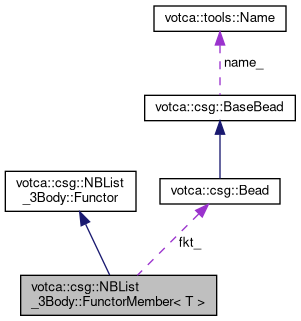 votca::tools::Name
name_
votca::csg::BaseBead
votca::csg::NBList
_3Body::Functor
votca::csg::Bead
fkt_
votca::csg::NBList
_3Body::FunctorMember< T >